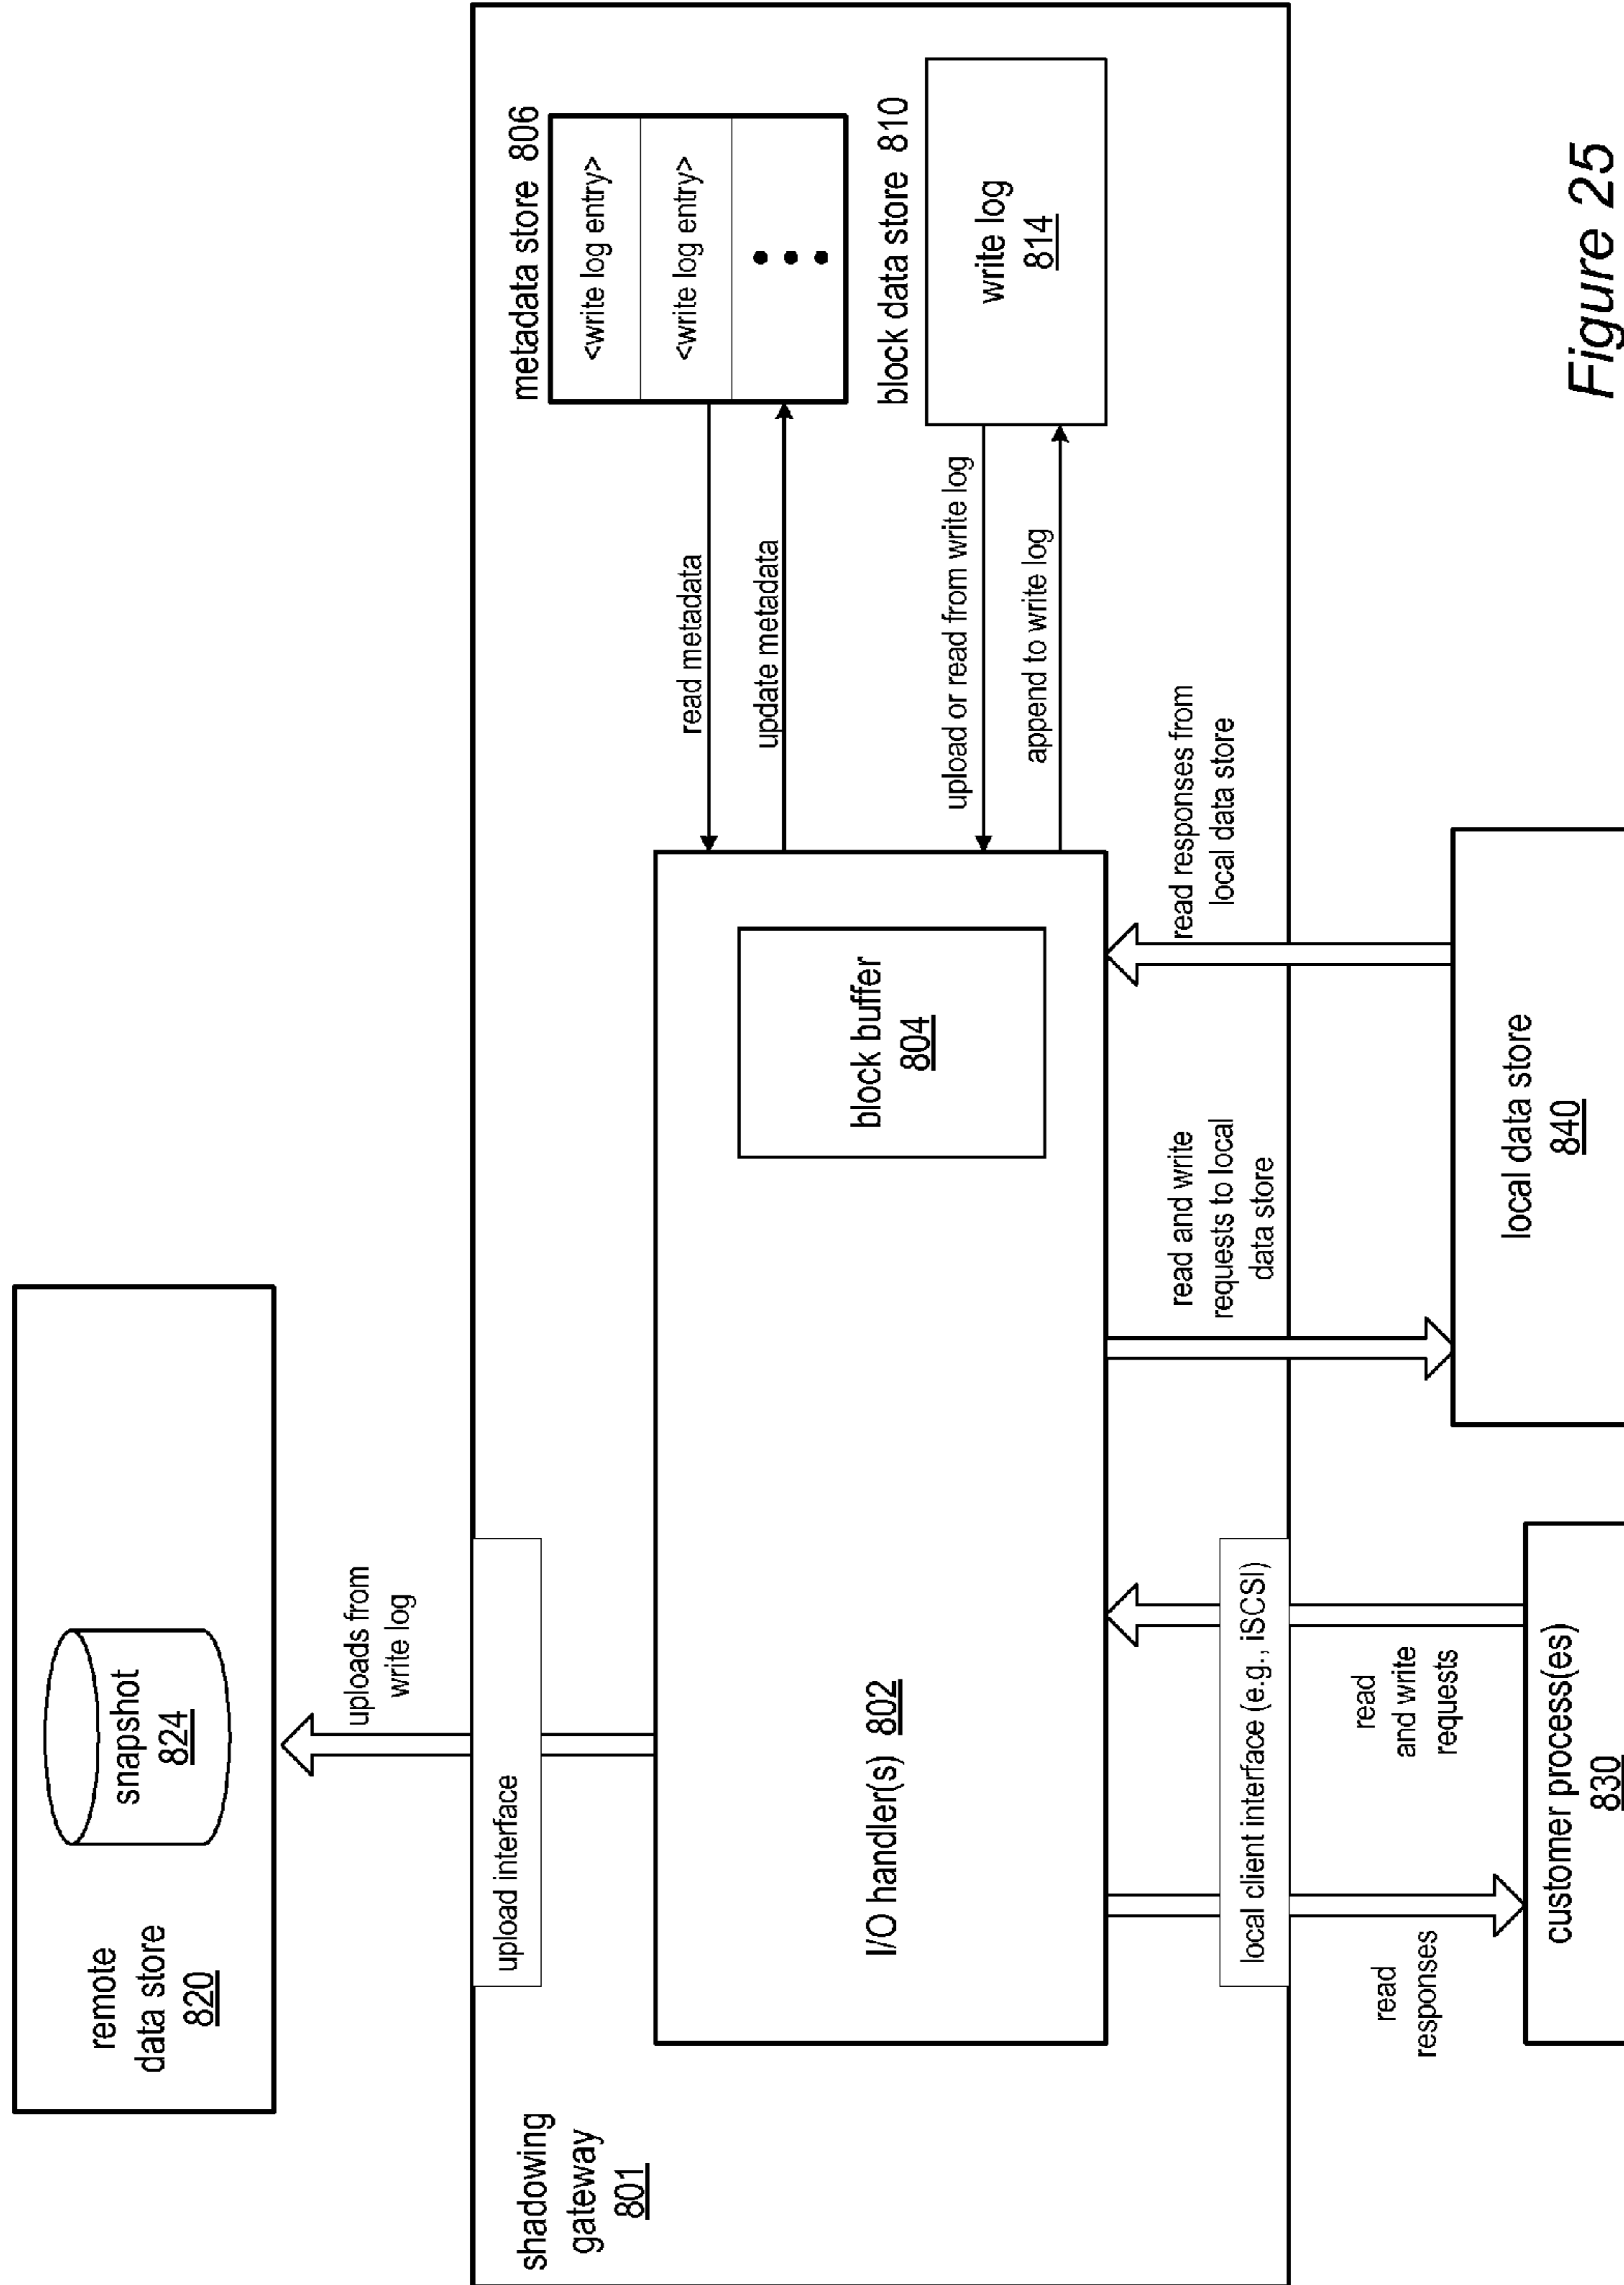 remote
data store
820
snapshot
824
uploads from
write log
shadowing
gateway
801
upload interface
I/O handler(s) 802
block buffer
804
read metadata
update metadata
metadata store 806
<write log entry>
<write log entry>
upload or read from write log
append to write log
block data store 810
write log
814
local client interface (e.g., iSCSI)
read
responses
read
and write
requests
read and write
requests to local
data store
read responses from
local data store
customer process(es)
830
local data store
840
Figure 25